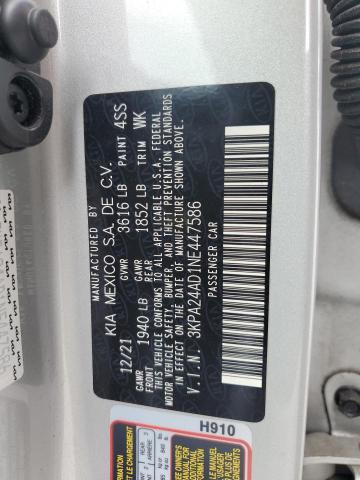 MANUFACTURED BY
KIA MEXICO S.A. DE C.V.
12/21 GVWR 3616 LB PAINT 4SS
GAWR FRONT 1940 LB GAWR REAR 1852 LB TRIM WK
THIS VEHICLE CONFORMS TO ALL APPLICABLE U.S.A. FEDERAL
MOTOR VEHICLE SAFETY, BUMPER, AND THEFT PREVENTION STANDARDS
IN EFFECT ON THE DATE OF MANUFACTURE SHOWN ABOVE.
V.I.N. 3KPA24AD1NE447586
PASSENGER CAR
H910